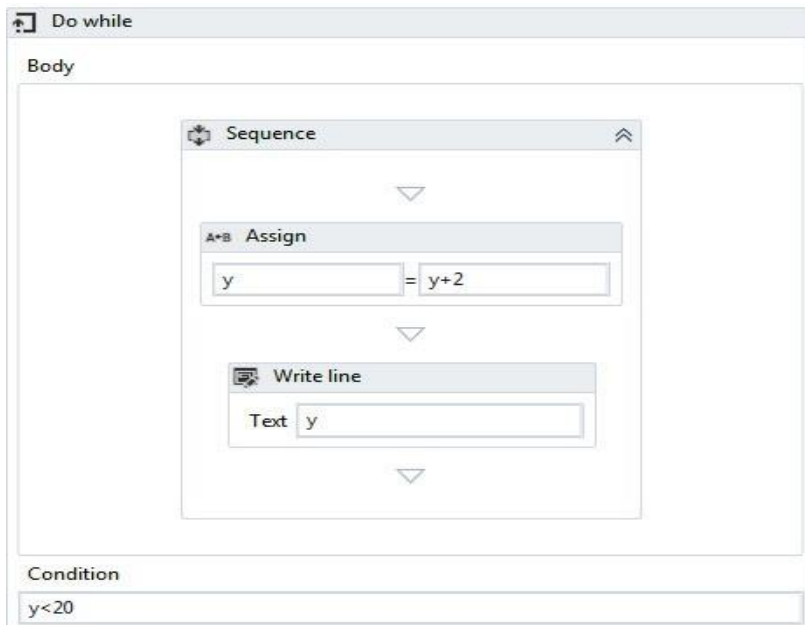 Do while
Body
Sequence
A+B Assign
y = y+2
Write line
Text y
Condition
y<20